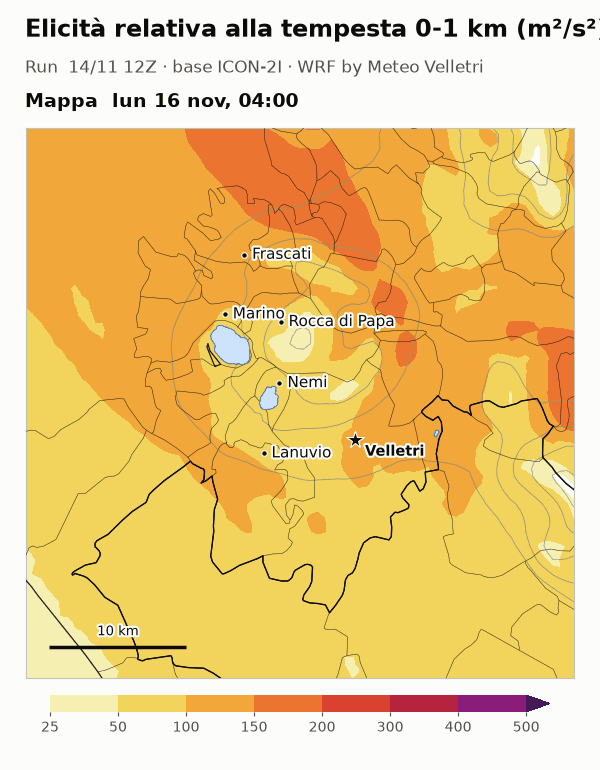 Elicità relativa alla tempesta 0-1 km (m²/s²)
Run 14/11 12Z · base ICON-2I · WRF by Meteo Velletri
Mappa lun 16 nov, 04:00
Frascati
Marino
Rocca di Papa
Nemi
Velletri
Lanuvio
10 km
25 50 100 150 200 300 400 500